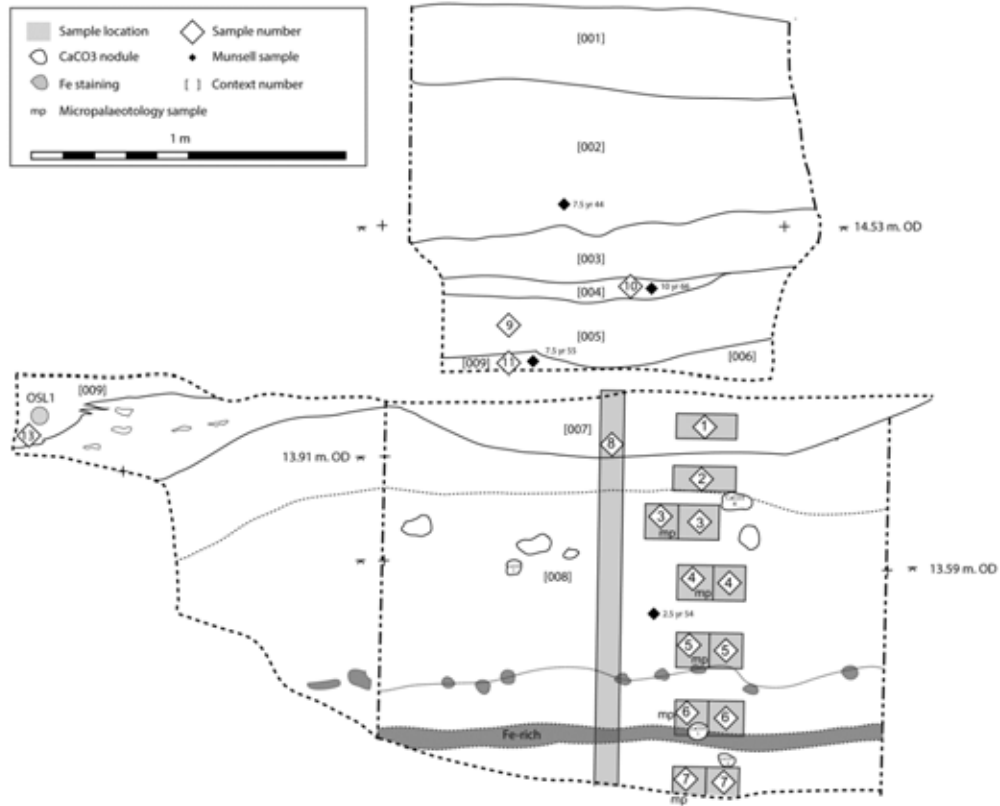 Sample location
Sample number
CaCO3 nodule
Munsell sample
Fe staining
[ ] Context number
mp Micropalaeotology sample
1 m
[001]
[002]
7.5 yr 44
14.53 m. OD
[003]
[004]
10
10 yr 66
9
[005]
7.5 yr 55
[009]
11
[006]
[009]
OSL1
13
[007]
8
1
13.91 m. OD
2
CaCO3
3
3
mp
[008]
13.59 m. OD
4
4
mp
2.5 yr 54
5
5
mp
mp
6
6
Fe-rich
7
7
mp